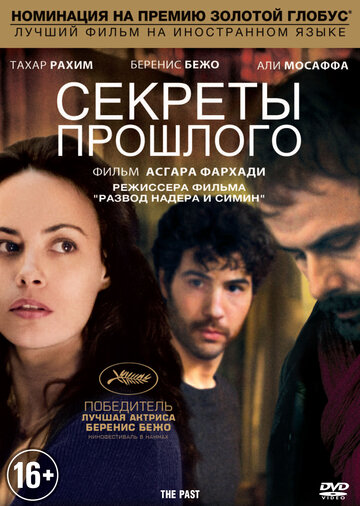 НОМИНАЦИЯ НА ПРЕМИЮ ЗОЛОТОЙ ГЛОБУС®
ЛУЧШИЙ ФИЛЬМ НА ИНОСТРАННОМ ЯЗЫКЕ
ТАХАР РАХИМ БЕРЕНИС БЕЖО АЛИ МОСАФФА
СЕКРЕТЫ
ПРОШЛОГО
ФИЛЬМ АСГАРА ФАРХАДИ
РЕЖИССЕРА ФИЛЬМА
"РАЗВОД НАДЕРА И СИМИН"
ПОБЕДИТЕЛЬ
ЛУЧШАЯ АКТРИСА
БЕРЕНИС БЕЖО
КИНОФЕСТИВАЛЬ В КАННАХ
16+
THE PAST
DVD
VIDEO